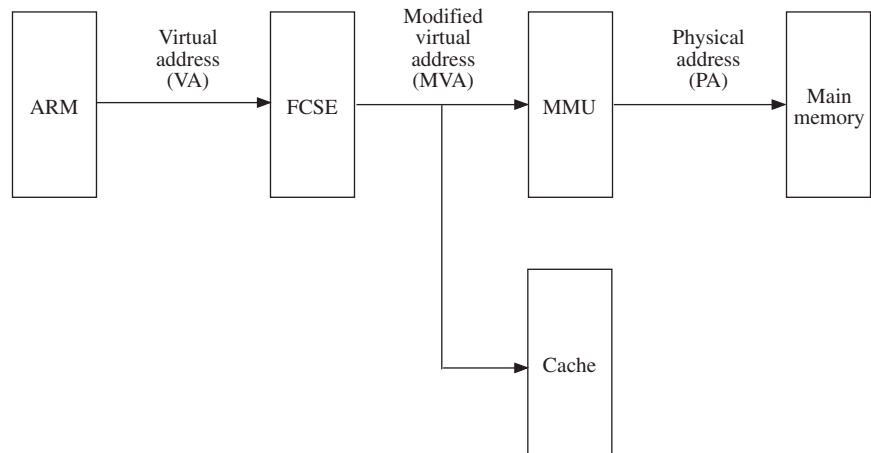 Virtual
address
(VA)
Modified
virtual
address
(MVA)
Physical
address
(PA)
ARM
FCSE
MMU
Main
memory
Cache